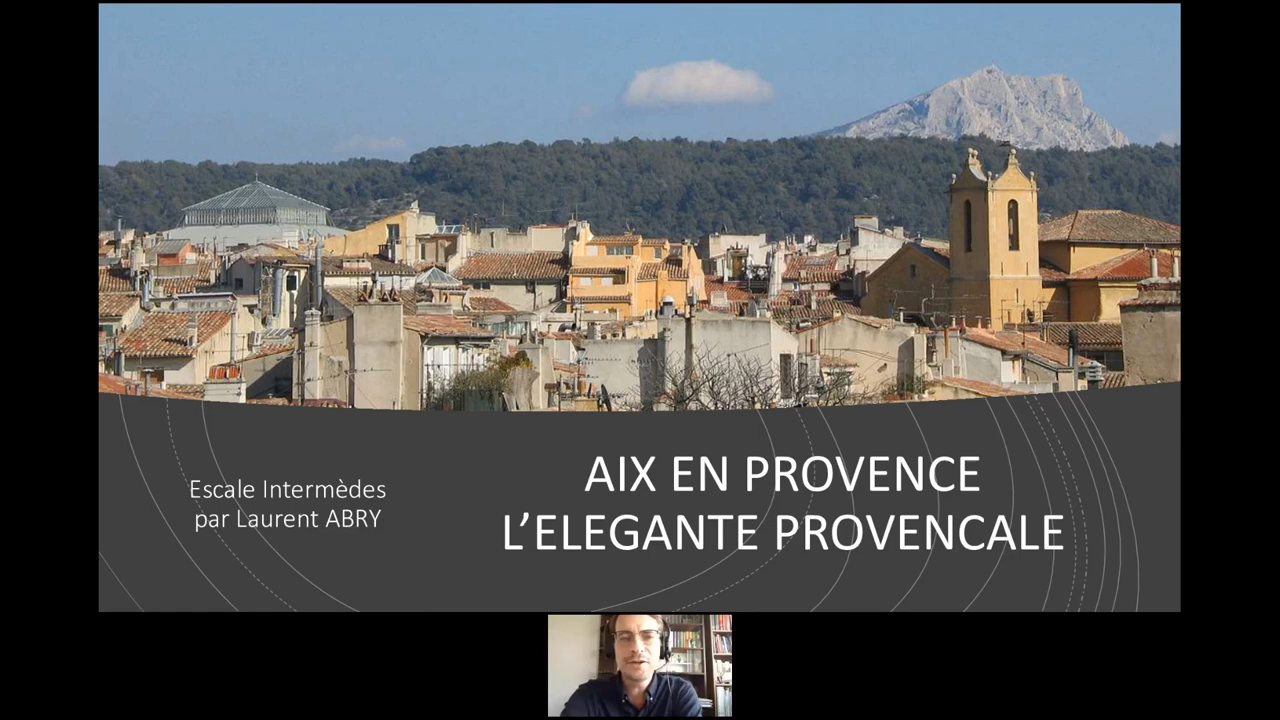 Escale Intermèdes
par Laurent ABRY
AIX EN PROVENCE
L’ELEGANTE PROVENCALE